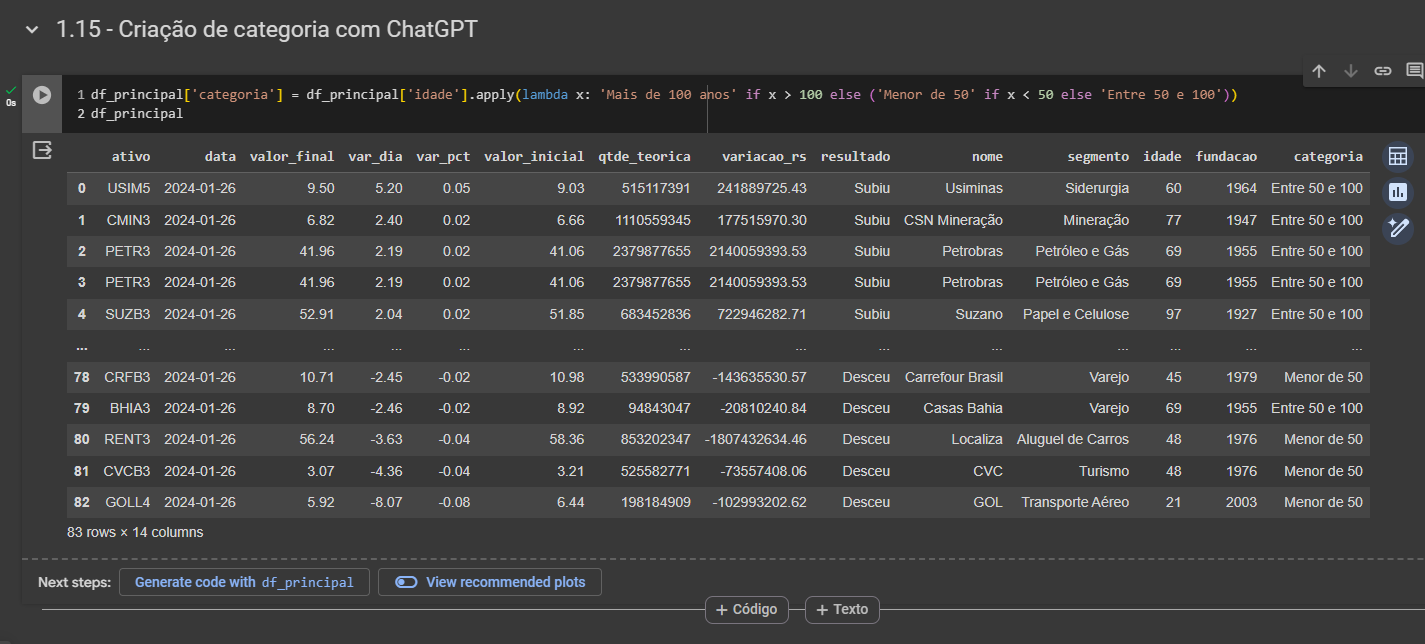 1.15 - Criação de categoria com ChatGPT
0s
1 df_principal['categoria'] = df_principal['idade'].apply(lambda x: 'Mais de 100 anos' if x > 100 else ('Menor de 50' if x < 50 else 'Entre 50 e 100'))
2 df_principal
ativo data valor_final var_dia var_pct valor_inicial qtde_teorica variacao_rs resultado nome segmento idade fundacao categoria
0 USIM5 2024-01-26 9.50 5.20 0.05 9.03 515117391 241889725.43 Subiu Usiminas Siderurgia 60 1964 Entre 50 e 100
1 CMIN3 2024-01-26 6.82 2.40 0.02 6.66 1110559345 177515970.30 Subiu CSN Mineração Mineração 77 1947 Entre 50 e 100
2 PETR3 2024-01-26 41.96 2.19 0.02 41.06 2379877655 2140059393.53 Subiu Petrobras Petróleo e Gás 69 1955 Entre 50 e 100
3 PETR3 2024-01-26 41.96 2.19 0.02 41.06 2379877655 2140059393.53 Subiu Petrobras Petróleo e Gás 69 1955 Entre 50 e 100
4 SUZB3 2024-01-26 52.91 2.04 0.02 51.85 683452836 722946282.71 Subiu Suzano Papel e Celulose 97 1927 Entre 50 e 100
... ... ... ... ... ... ... ... ... ... ... ... ... ... ...
78 CRFB3 2024-01-26 10.71 -2.45 -0.02 10.98 533990587 -143635530.57 Desceu Carrefour Brasil Varejo 45 1979 Menor de 50
79 BHIA3 2024-01-26 8.70 -2.46 -0.02 8.92 94843047 -20810240.84 Desceu Casas Bahia Varejo 69 1955 Entre 50 e 100
80 RENT3 2024-01-26 56.24 -3.63 -0.04 58.36 853202347 -1807432634.46 Desceu Localiza Aluguel de Carros 48 1976 Menor de 50
81 CVCB3 2024-01-26 3.07 -4.36 -0.04 3.21 525582771 -73557408.06 Desceu CVC Turismo 48 1976 Menor de 50
82 GOLL4 2024-01-26 5.92 -8.07 -0.08 6.44 198184909 -102993202.62 Desceu GOL Transporte Aéreo 21 2003 Menor de 50
83 rows × 14 columns
Next steps: Generate code with df_principal View recommended plots
+ Código + Texto